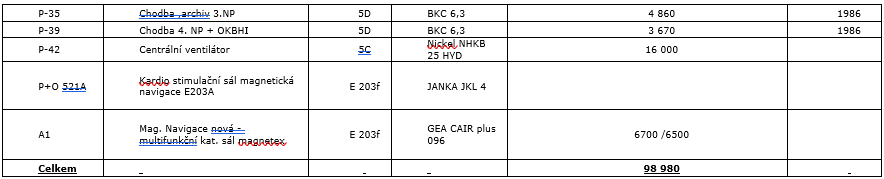 P-35 Chodba ,archiv 3.NP 5D BKC 6,3 4 860 1986
P-39 Chodba 4. NP + OKBHI 5D BKC 6,3 3 670 1986
P-42 Centrální ventilátor 5C Nickel NHKB 16 000
25 HYD
P+O 521A Kardio stimulační sál magnetická E 203f JANKA JKL 4
navigace E203A
A1 Mag. Navigace nová - E 203f GEA CAIR plus 6700 /6500
multifunkční kat. sál magnetex. 096
Celkem 98 980